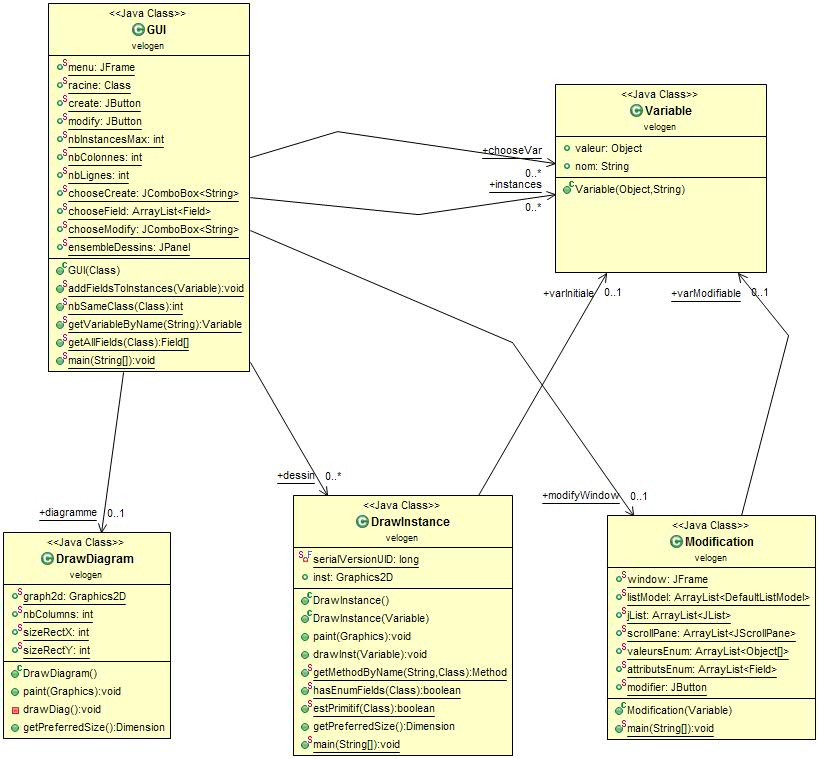 <<Java Class>>
GUI
velogen
menu: JFrame
racine: Class
create: JButton
modify: JButton
nbInstancesMax: int
nbColonnes: int
nbLignes: int
chooseCreate: JComboBox<String>
chooseField: ArrayList<Field>
chooseModify: JComboBox<String>
ensembleDessins: JPanel
GUI(Class)
addFieldsToInstances(Variable):void
nbSameClass(Class):int
getVariableByName(String):Variable
getAllFields(Class):Field[]
main(String[]):void
+chooseVar
0..*
+instances
0..*
<<Java Class>>
Variable
velogen
valeur: Object
nom: String
Variable(Object,String)
+varInitiale 0..1
+varModifiable 0..1
+diagramme 0..1
+dessin 0..*
+modifyWindow 0..1
<<Java Class>>
DrawDiagram
velogen
graph2d: Graphics2D
nbColumns: int
sizeRectX: int
sizeRectY: int
DrawDiagram()
paint(Graphics):void
drawDiag():void
getPreferredSize():Dimension
<<Java Class>>
DrawInstance
velogen
serialVersionUID: long
inst: Graphics2D
DrawInstance()
DrawInstance(Variable)
paint(Graphics):void
drawInst(Variable):void
getMethodByName(String,Class):Method
hasEnumFields(Class):boolean
estPrimitif(Class):boolean
getPreferredSize():Dimension
main(String[]):void
<<Java Class>>
Modification
velogen
window: JFrame
listModel: ArrayList<DefaultListModel>
jList: ArrayList<JList>
scrollPane: ArrayList<JScrollPane>
valeursEnum: ArrayList<Object[]>
attributsEnum: ArrayList<Field>
modifier: JButton
Modification(Variable)
main(String[]):void